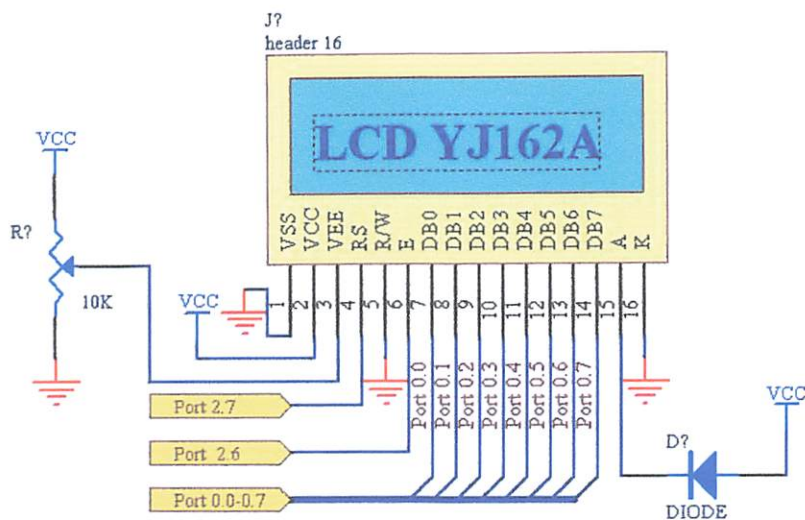 J?
header 16
LCD YJ162A
VCC
R?
10K
VSS
VCC
VEE
RS
R/W
E
DB0
DB1
DB2
DB3
DB4
DB5
DB6
DB7
A
K
VCC
1
2
3
4
5
6
7
8
9
10
11
12
13
14
15
16
Port 0.0
Port 0.1
Port 0.2
Port 0.3
Port 0.4
Port 0.5
Port 0.6
Port 0.7
Port 2.7
Port 2.6
Port 0.0-0.7
VCC
D?
DIODE